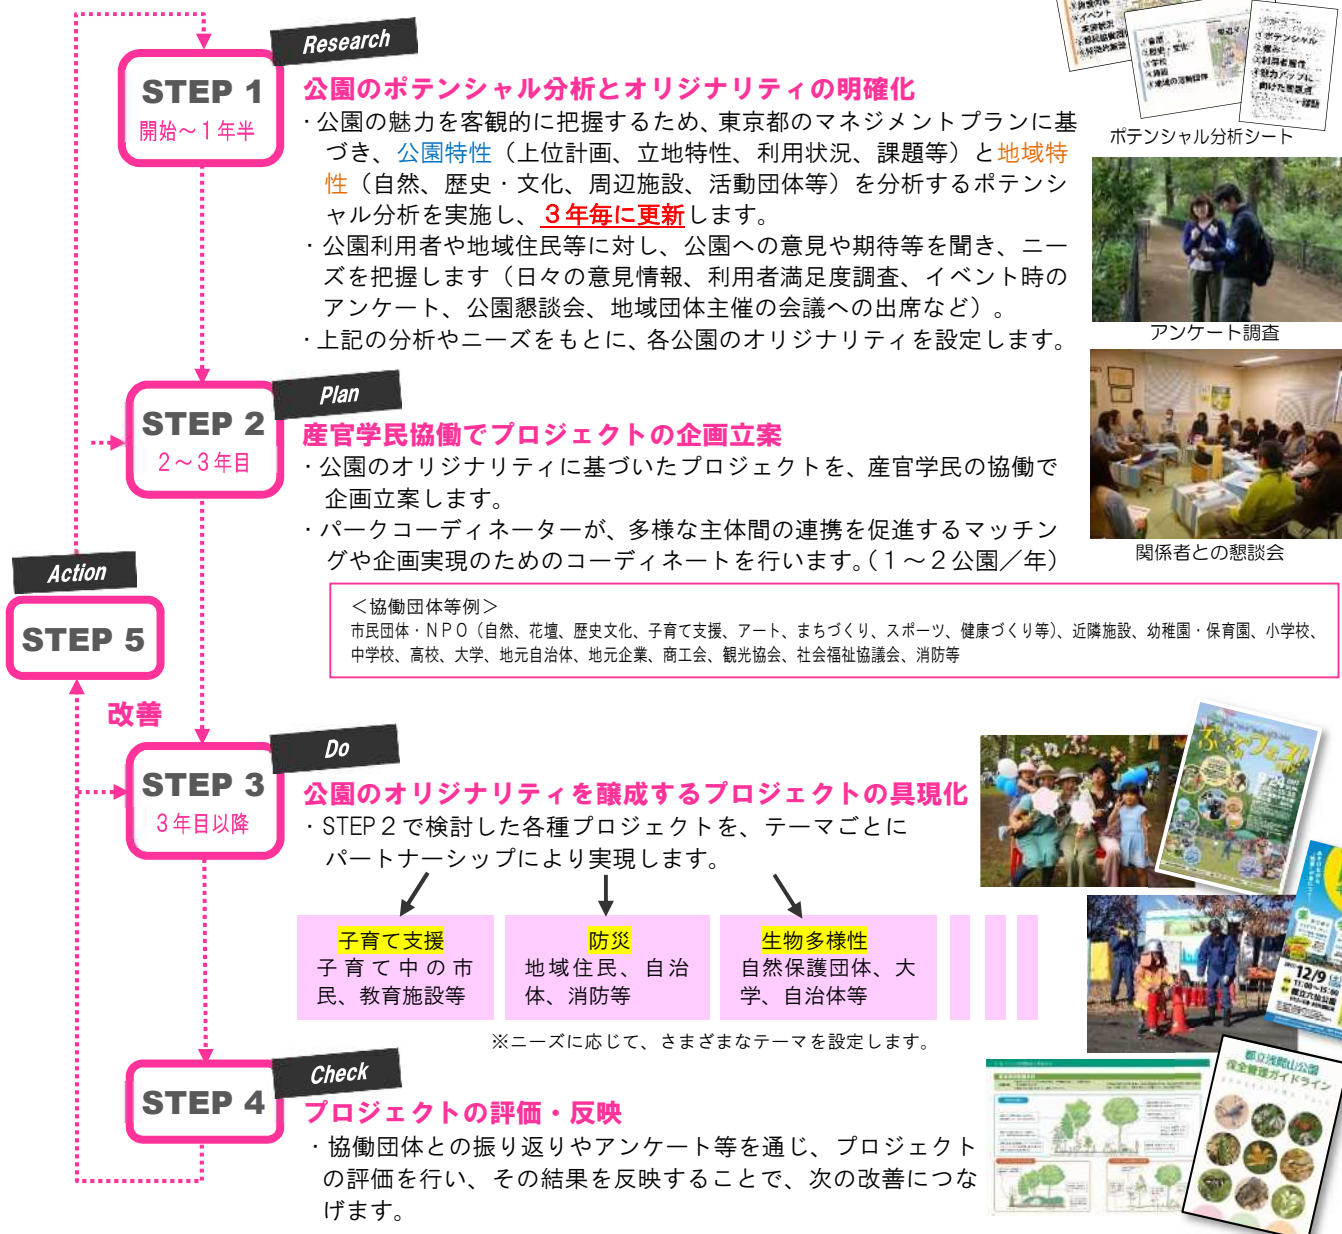 Research
STEP 1
開始～1年半
公園のポテンシャル分析とオリジナリティの明確化
・公園の魅力を客観的に把握するため、東京都のマネジメントプランに基
づき、公園特性（上位計画、立地特性、利用状況、課題等）と地域特
性（自然、歴史・文化、周辺施設、活動団体等）を分析するポテンシ
ャル分析を実施し、３年毎に更新します。
・公園利用者や地域住民等に対し、公園への意見や期待等を聞き、ニー
ズを把握します（日々の意見情報、利用者満足度調査、イベント時の
アンケート、公園懇談会、地域団体主催の会議への出席など）。
・上記の分析やニーズをもとに、各公園のオリジナリティを設定します。
ポテンシャル分析シート
アンケート調査
関係者との懇談会
Plan
STEP 2
2～3年目
産官学民協働でプロジェクトの企画立案
・公園のオリジナリティに基づいたプロジェクトを、産官学民の協働で
企画立案します。
・パークコーディネーターが、多様な主体間の連携を促進するマッチン
グや企画実現のためのコーディネートを行います。（１～２公園／年）
＜協働団体等例＞
市民団体・ＮＰＯ（自然、花壇、歴史文化、子育て支援、アート、まちづくり、スポーツ、健康づくり等）、近隣施設、幼稚園・保育園、小学校、
中学校、高校、大学、地元自治体、地元企業、商工会、観光協会、社会福祉協議会、消防等
Action
STEP 5
改善
Do
STEP 3
3年目以降
公園のオリジナリティを醸成するプロジェクトの具現化
・STEP２で検討した各種プロジェクトを、テーマごとに
パートナーシップにより実現します。
子育て支援
子育て中の市
民、教育施設等
防災
地域住民、自治
体、消防等
生物多様性
自然保護団体、大
学、自治体等
※ニーズに応じて、さまざまなテーマを設定します。
12/9
11:00～15:00
都立六仙公園
Check
STEP 4
プロジェクトの評価・反映
・協働団体との振り返りやアンケート等を通じ、プロジェクト
の評価を行い、その結果を反映することで、次の改善につな
げます。
都立浅間山公園
保全管理ガイドライン